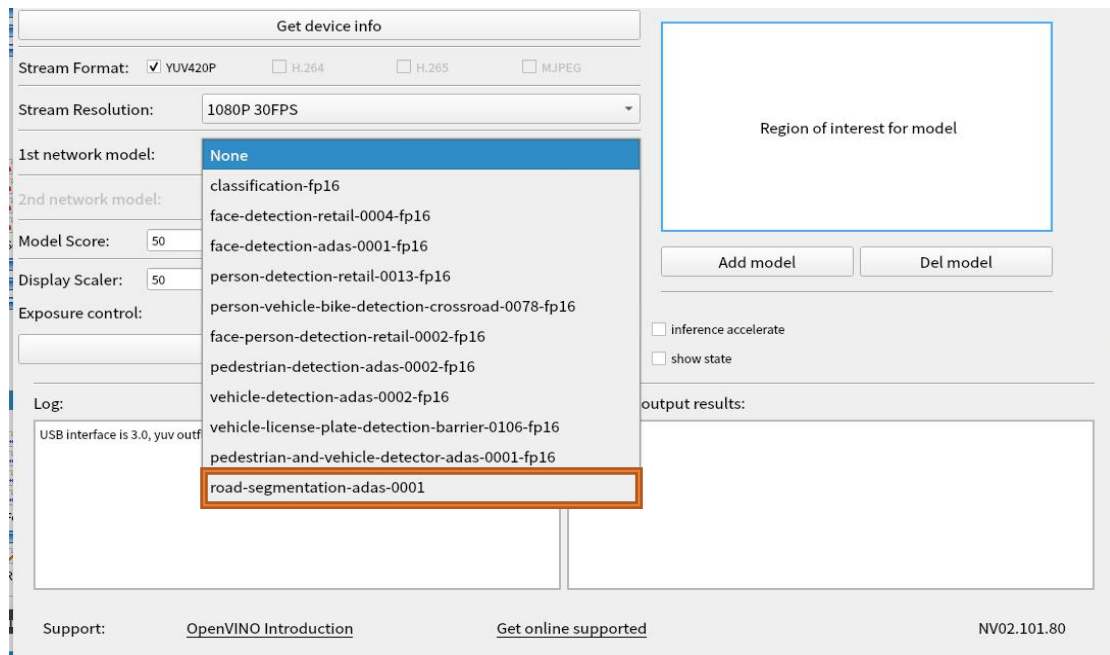 Get device info
Stream Format: YUV420P H.264 H.265 MJPEG
Stream Resolution: 1080P 30FPS
Region of interest for model
1st network model: None
classification-fp16
2nd network model:
face-detection-retail-0004-fp16
Model Score: 50
face-detection-adas-0001-fp16
Add model Del model
Display Scaler: 50
person-detection-retail-0013-fp16
Exposure control:
person-vehicle-bike-detection-crossroad-0078-fp16
inference accelerate
face-person-detection-retail-0002-fp16
show state
pedestrian-detection-adas-0002-fp16
vehicle-detection-adas-0002-fp16
Log:
output results:
USB interface is 3.0, yuv outf
vehicle-license-plate-detection-barrier-0106-fp16
pedestrian-and-vehicle-detector-adas-0001-fp16
road-segmentation-adas-0001
Support: OpenVINO Introduction Get online supported NV02.101.80